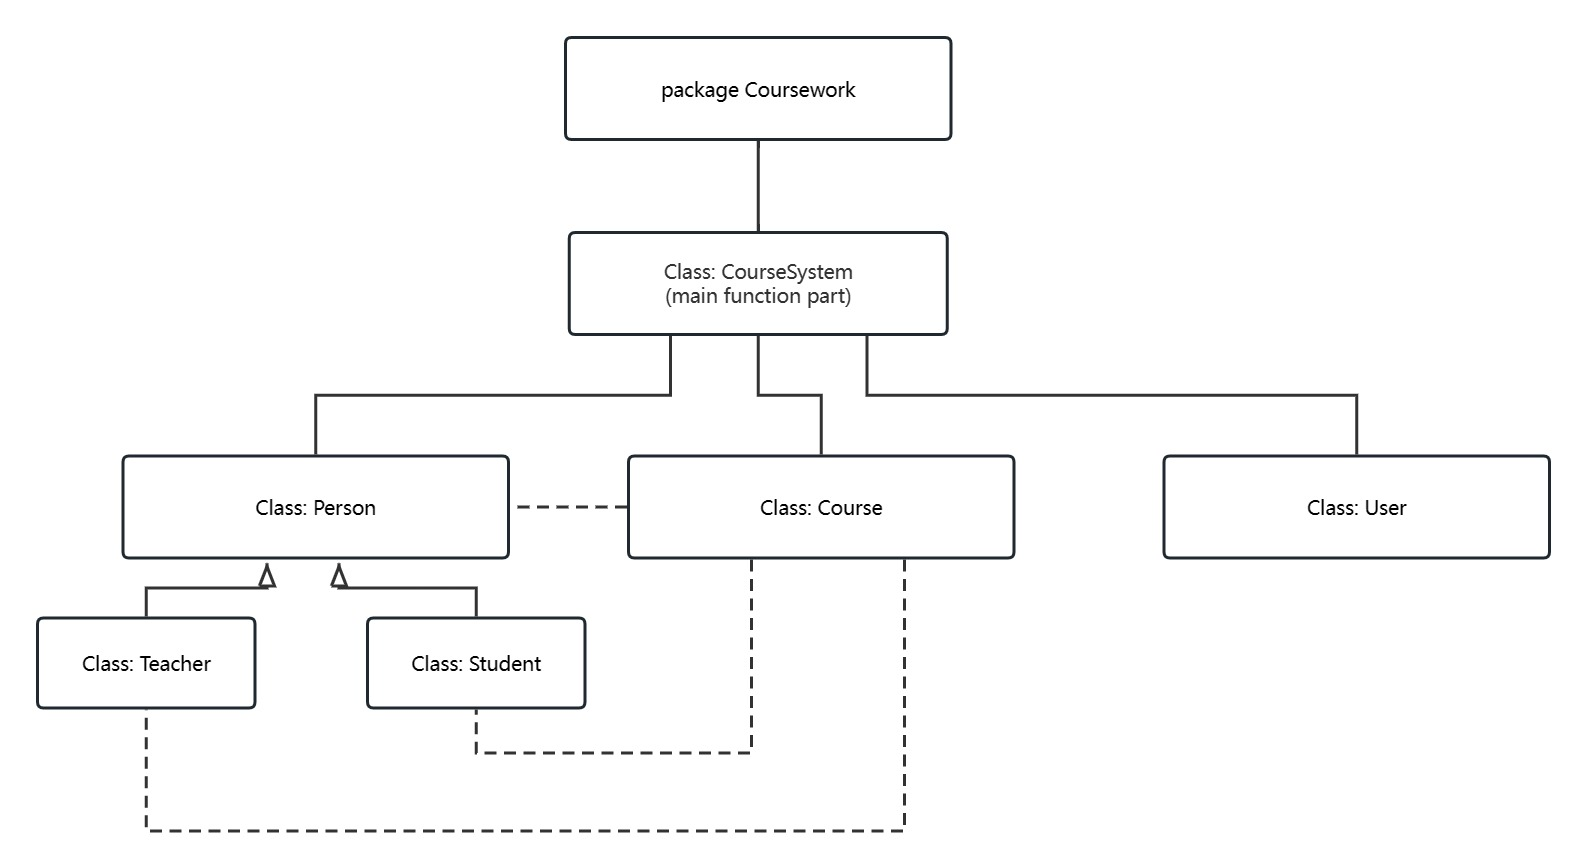 package Coursework
Class: CourseSystem
(main function part)
Class: Person
Class: Course
Class: User
Class: Teacher
Class: Student